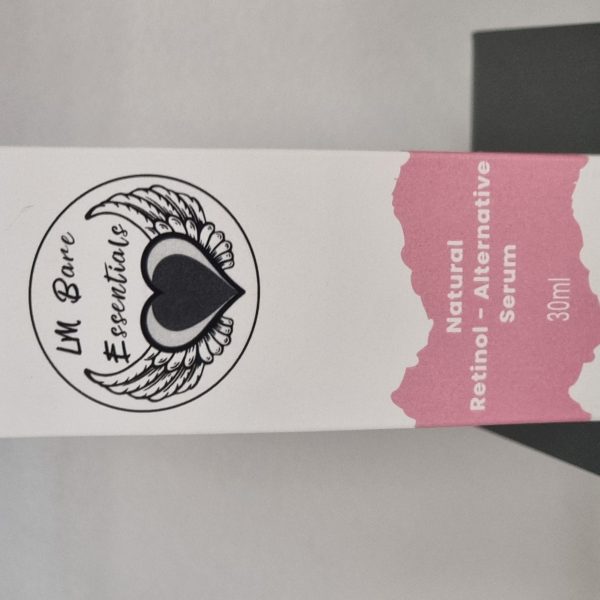 LM Bare
Essentials
Natural
Retinol - Alternative
Serum
30ml